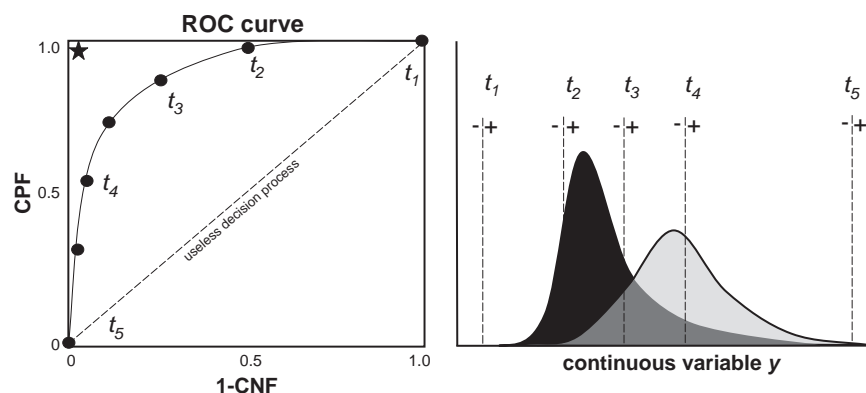 ROC curve
1.0
t2
t1
t3
CPF
0.5
t4
useless decision process
t5
0
0
0.5
1.0
1-CNF
t1
t2
t3
t4
t5
- +
- +
- +
- +
- +
continuous variable y